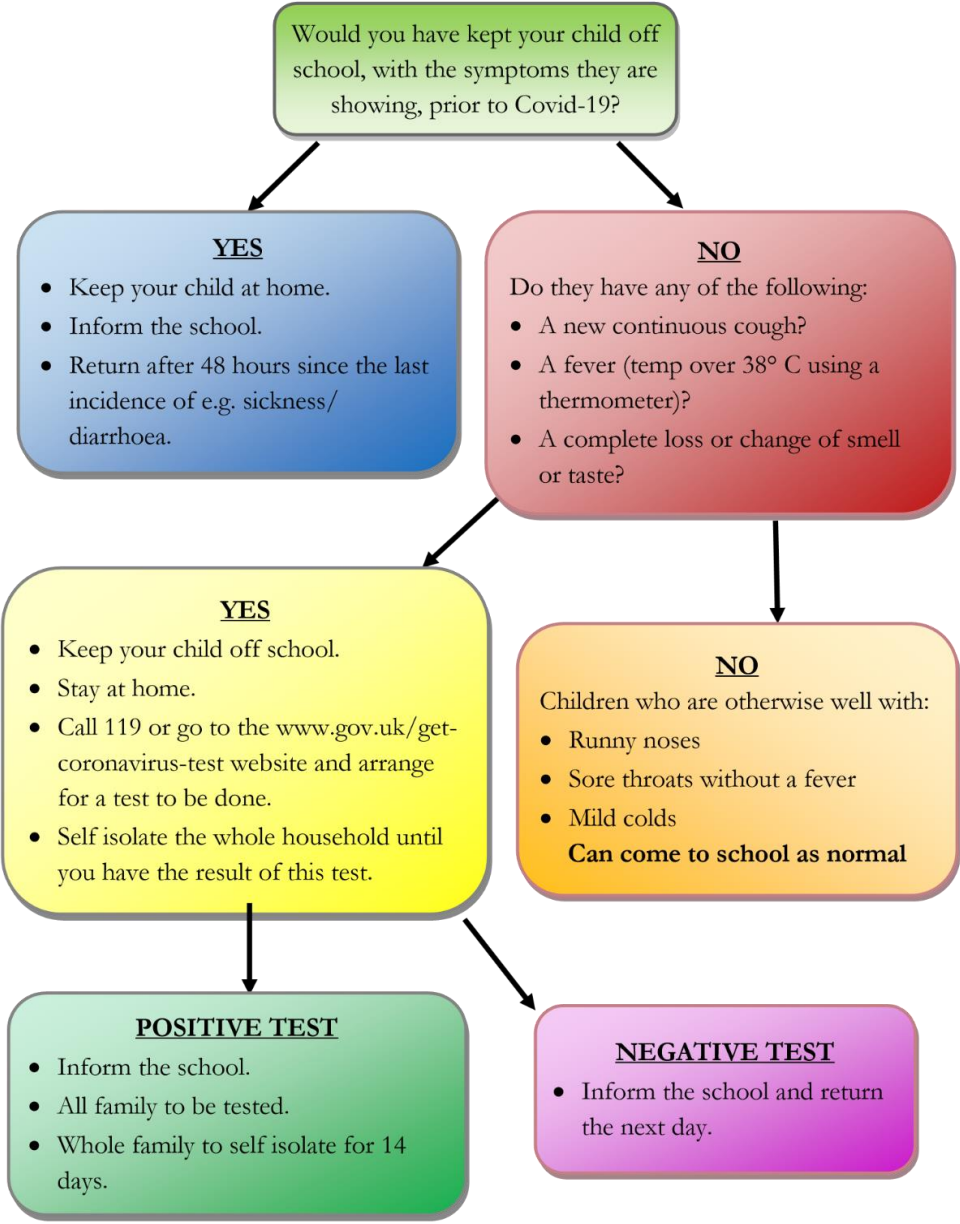 Would you have kept your child off
school, with the symptoms they are
showing, prior to Covid-19?
YES
• Keep your child at home.
• Inform the school.
• Return after 48 hours since the last
incidence of e.g. sickness/
diarrhoea.
NO
Do they have any of the following:
• A new continuous cough?
• A fever (temp over 38° C using a
thermometer)?
• A complete loss or change of smell
or taste?
YES
• Keep your child off school.
• Stay at home.
• Call 119 or go to the www.gov.uk/get-
coronavirus-test website and arrange
for a test to be done.
• Self isolate the whole household until
you have the result of this test.
NO
Children who are otherwise well with:
• Runny noses
• Sore throats without a fever
• Mild colds
Can come to school as normal
POSITIVE TEST
• Inform the school.
• All family to be tested.
• Whole family to self isolate for 14
days.
NEGATIVE TEST
• Inform the school and return
the next day.